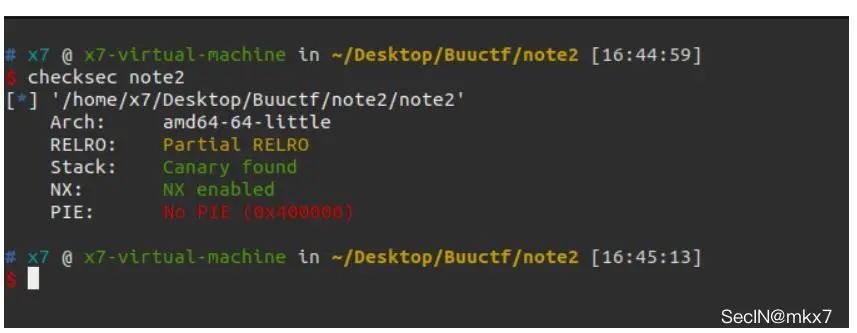 # x7 @ x7-virtual-machine in ~/Desktop/Buuctf/note2 [16:44:59]
$ checksec note2
[*] '/home/x7/Desktop/Buuctf/note2/note2'
Arch: amd64-64-little
RELRO: Partial RELRO
Stack: Canary found
NX: NX enabled
PIE: No PIE (0x400000)
# x7 @ x7-virtual-machine in ~/Desktop/Buuctf/note2 [16:45:13]
$
SecIN@mkx7